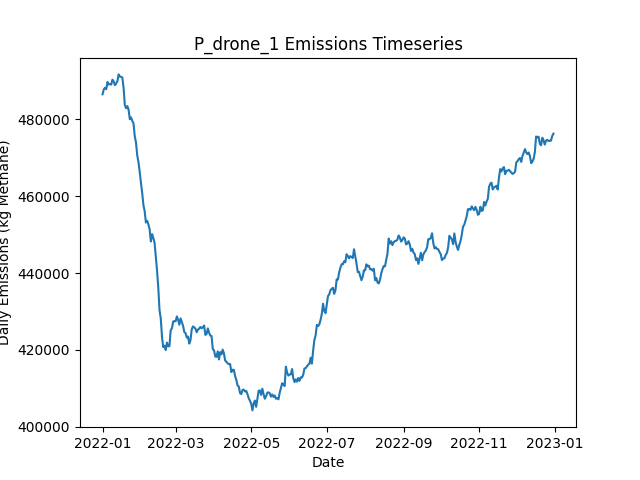 P_drone_1 Emissions Timeseries
Daily Emissions (kg Methane)
480000
460000
440000
420000
400000
2022-01 2022-03 2022-05 2022-07 2022-09 2022-11 2023-01
Date